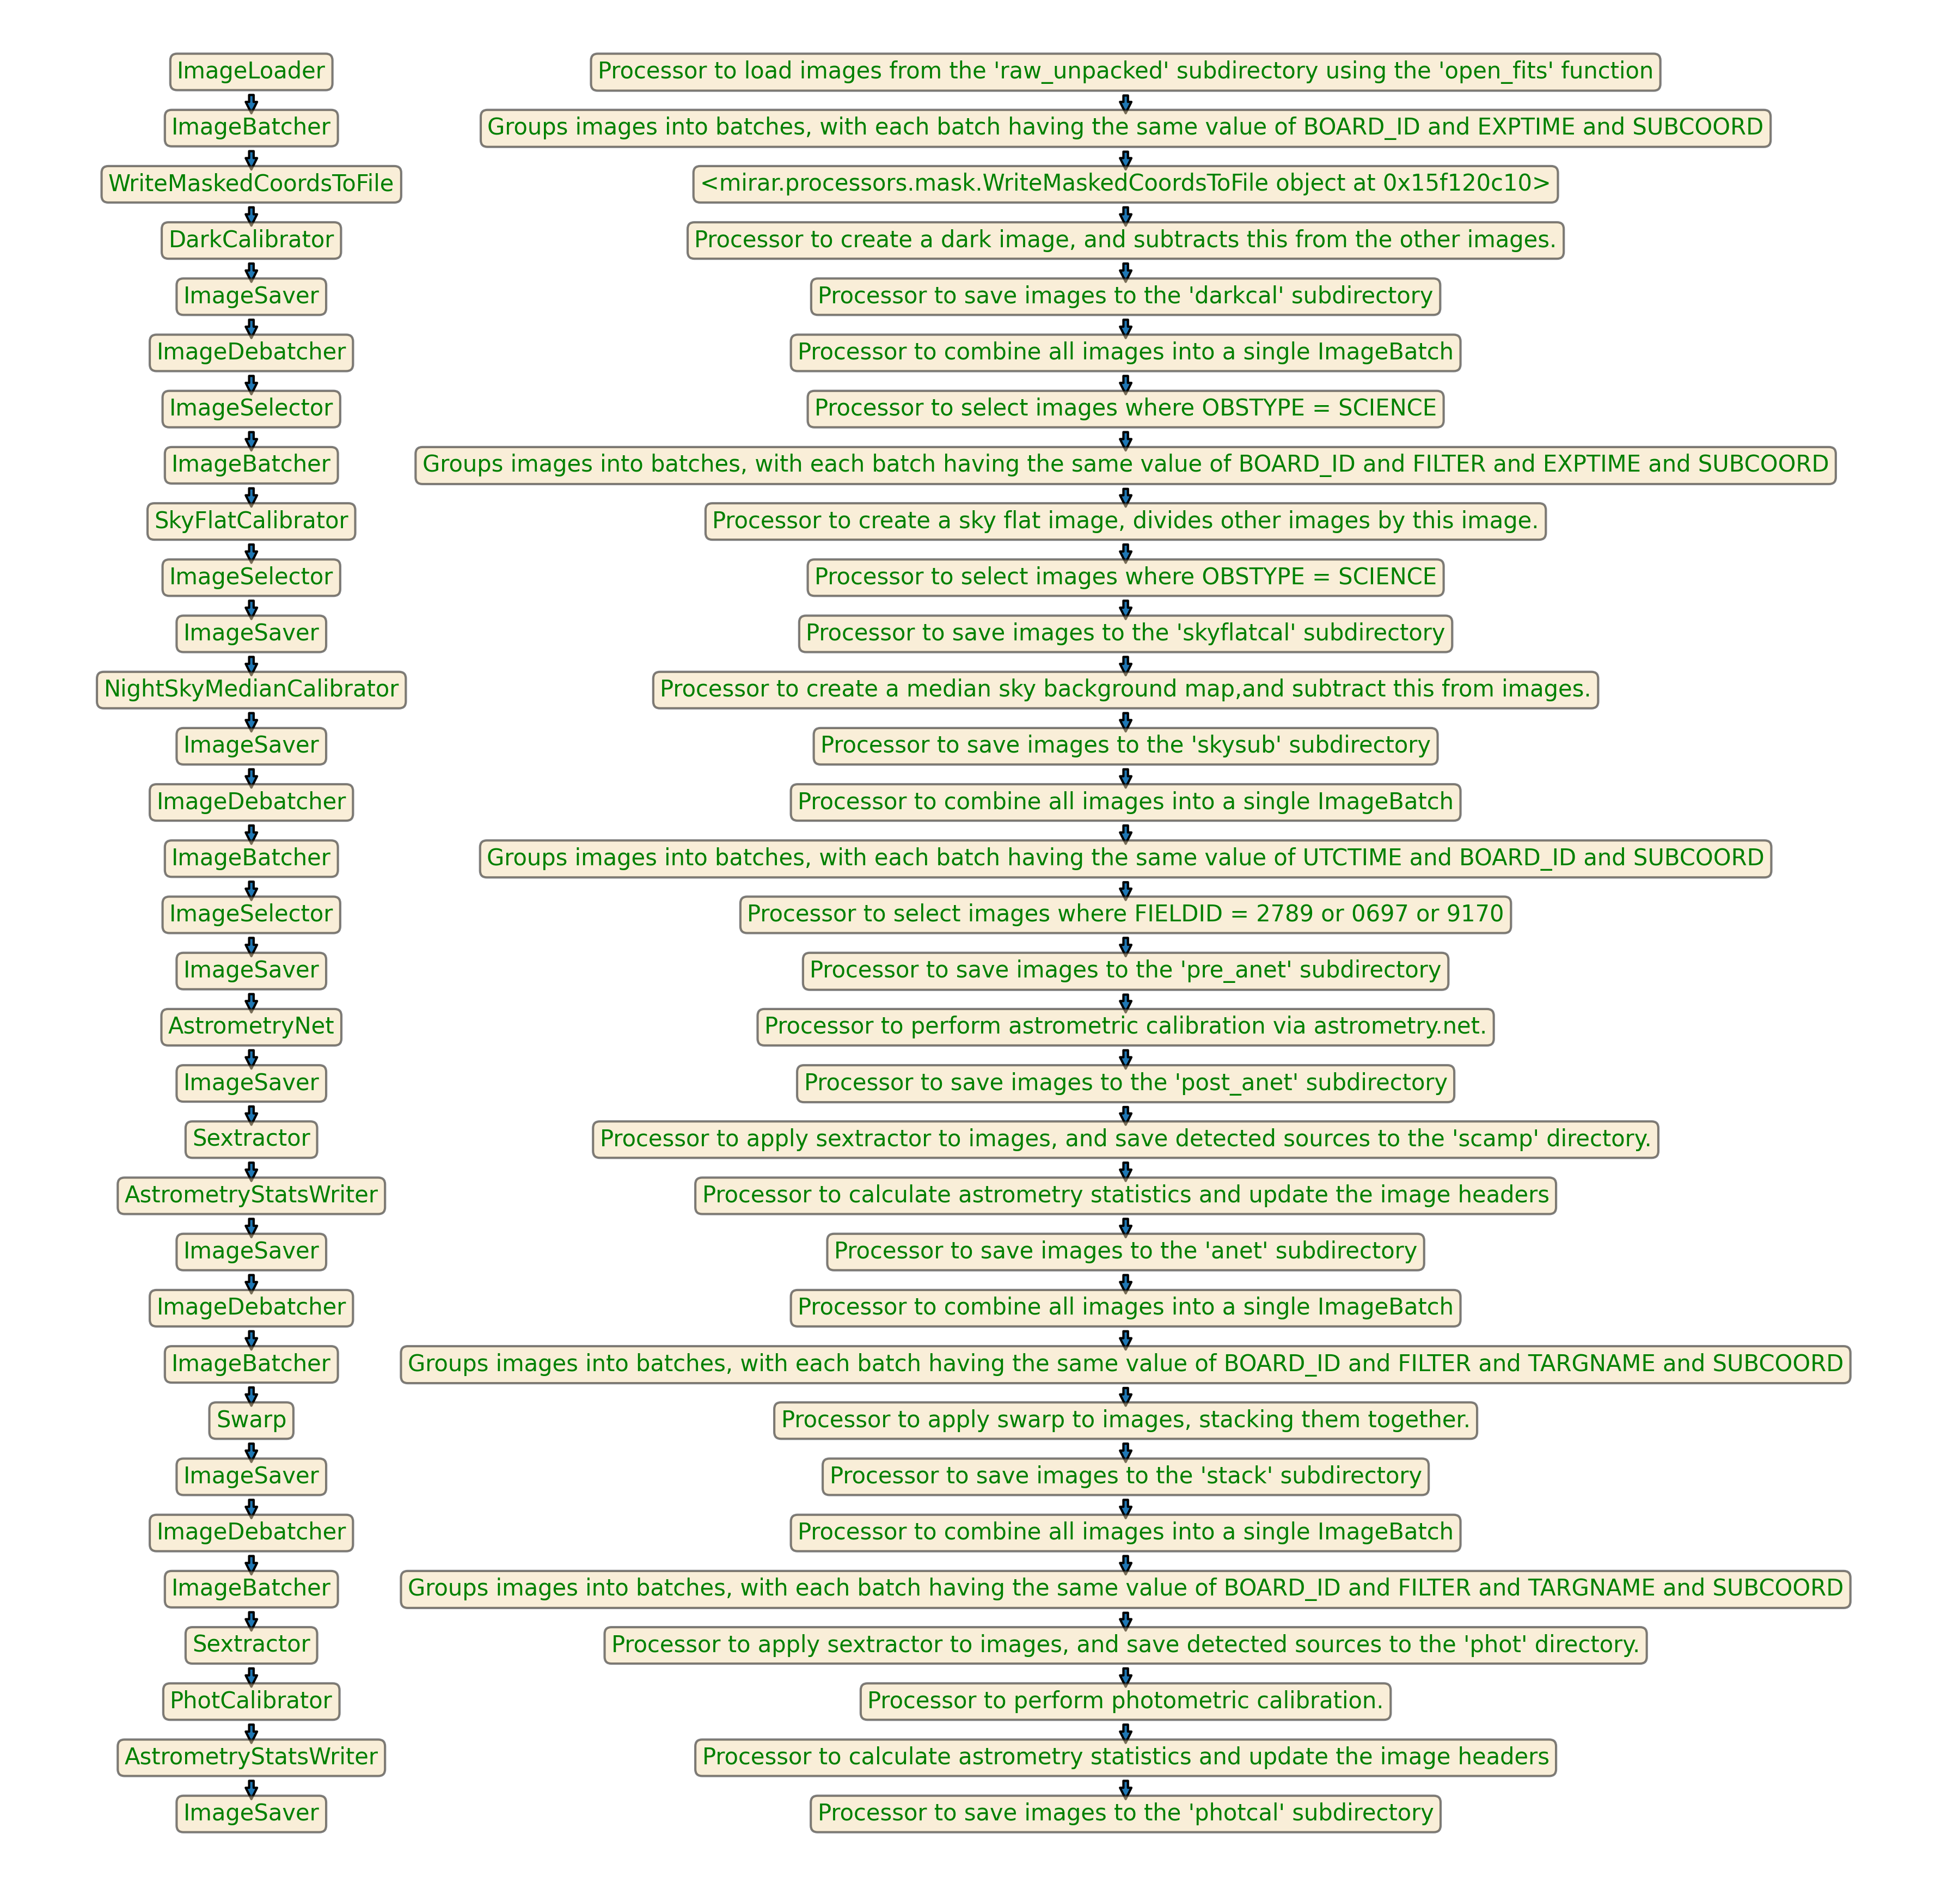 ImageLoader
Processor to load images from the 'raw_unpacked' subdirectory using the 'open_fits' function
ImageBatcher
Groups images into batches, with each batch having the same value of BOARD_ID and EXPTIME and SUBCOORD
WriteMaskedCoordsToFile
<mirar.processors.mask.WriteMaskedCoordsToFile object at 0x15f120c10>
DarkCalibrator
Processor to create a dark image, and subtracts this from the other images.
ImageSaver
Processor to save images to the 'darkcal' subdirectory
ImageDebatcher
Processor to combine all images into a single ImageBatch
ImageSelector
Processor to select images where OBSTYPE = SCIENCE
ImageBatcher
Groups images into batches, with each batch having the same value of BOARD_ID and FILTER and EXPTIME and SUBCOORD
SkyFlatCalibrator
Processor to create a sky flat image, divides other images by this image.
ImageSelector
Processor to select images where OBSTYPE = SCIENCE
ImageSaver
Processor to save images to the 'skyflatcal' subdirectory
NightSkyMedianCalibrator
Processor to create a median sky background map,and subtract this from images.
ImageSaver
Processor to save images to the 'skysub' subdirectory
ImageDebatcher
Processor to combine all images into a single ImageBatch
ImageBatcher
Groups images into batches, with each batch having the same value of UTCTIME and BOARD_ID and SUBCOORD
ImageSelector
Processor to select images where FIELDID = 2789 or 0697 or 9170
ImageSaver
Processor to save images to the 'pre_anet' subdirectory
AstrometryNet
Processor to perform astrometric calibration via astrometry.net.
ImageSaver
Processor to save images to the 'post_anet' subdirectory
Sextractor
Processor to apply sextractor to images, and save detected sources to the 'scamp' directory.
AstrometryStatsWriter
Processor to calculate astrometry statistics and update the image headers
ImageSaver
Processor to save images to the 'anet' subdirectory
ImageDebatcher
Processor to combine all images into a single ImageBatch
ImageBatcher
Groups images into batches, with each batch having the same value of BOARD_ID and FILTER and TARGNAME and SUBCOORD
Swarp
Processor to apply swarp to images, stacking them together.
ImageSaver
Processor to save images to the 'stack' subdirectory
ImageDebatcher
Processor to combine all images into a single ImageBatch
ImageBatcher
Groups images into batches, with each batch having the same value of BOARD_ID and FILTER and TARGNAME and SUBCOORD
Sextractor
Processor to apply sextractor to images, and save detected sources to the 'phot' directory.
PhotCalibrator
Processor to perform photometric calibration.
AstrometryStatsWriter
Processor to calculate astrometry statistics and update the image headers
ImageSaver
Processor to save images to the 'photcal' subdirectory